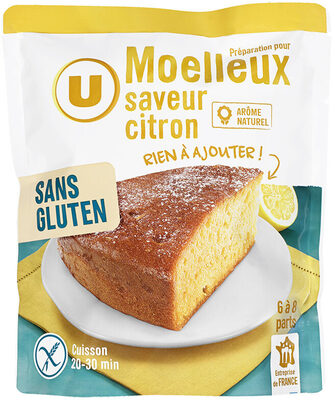 Préparation pour
U
Moelleux
saveur
citron
ARÔME
NATUREL
RIEN À AJOUTER !
SANS
GLUTEN
6 à 8
parts
Cuisson
20-30 min
Entreprise
de FRANCE